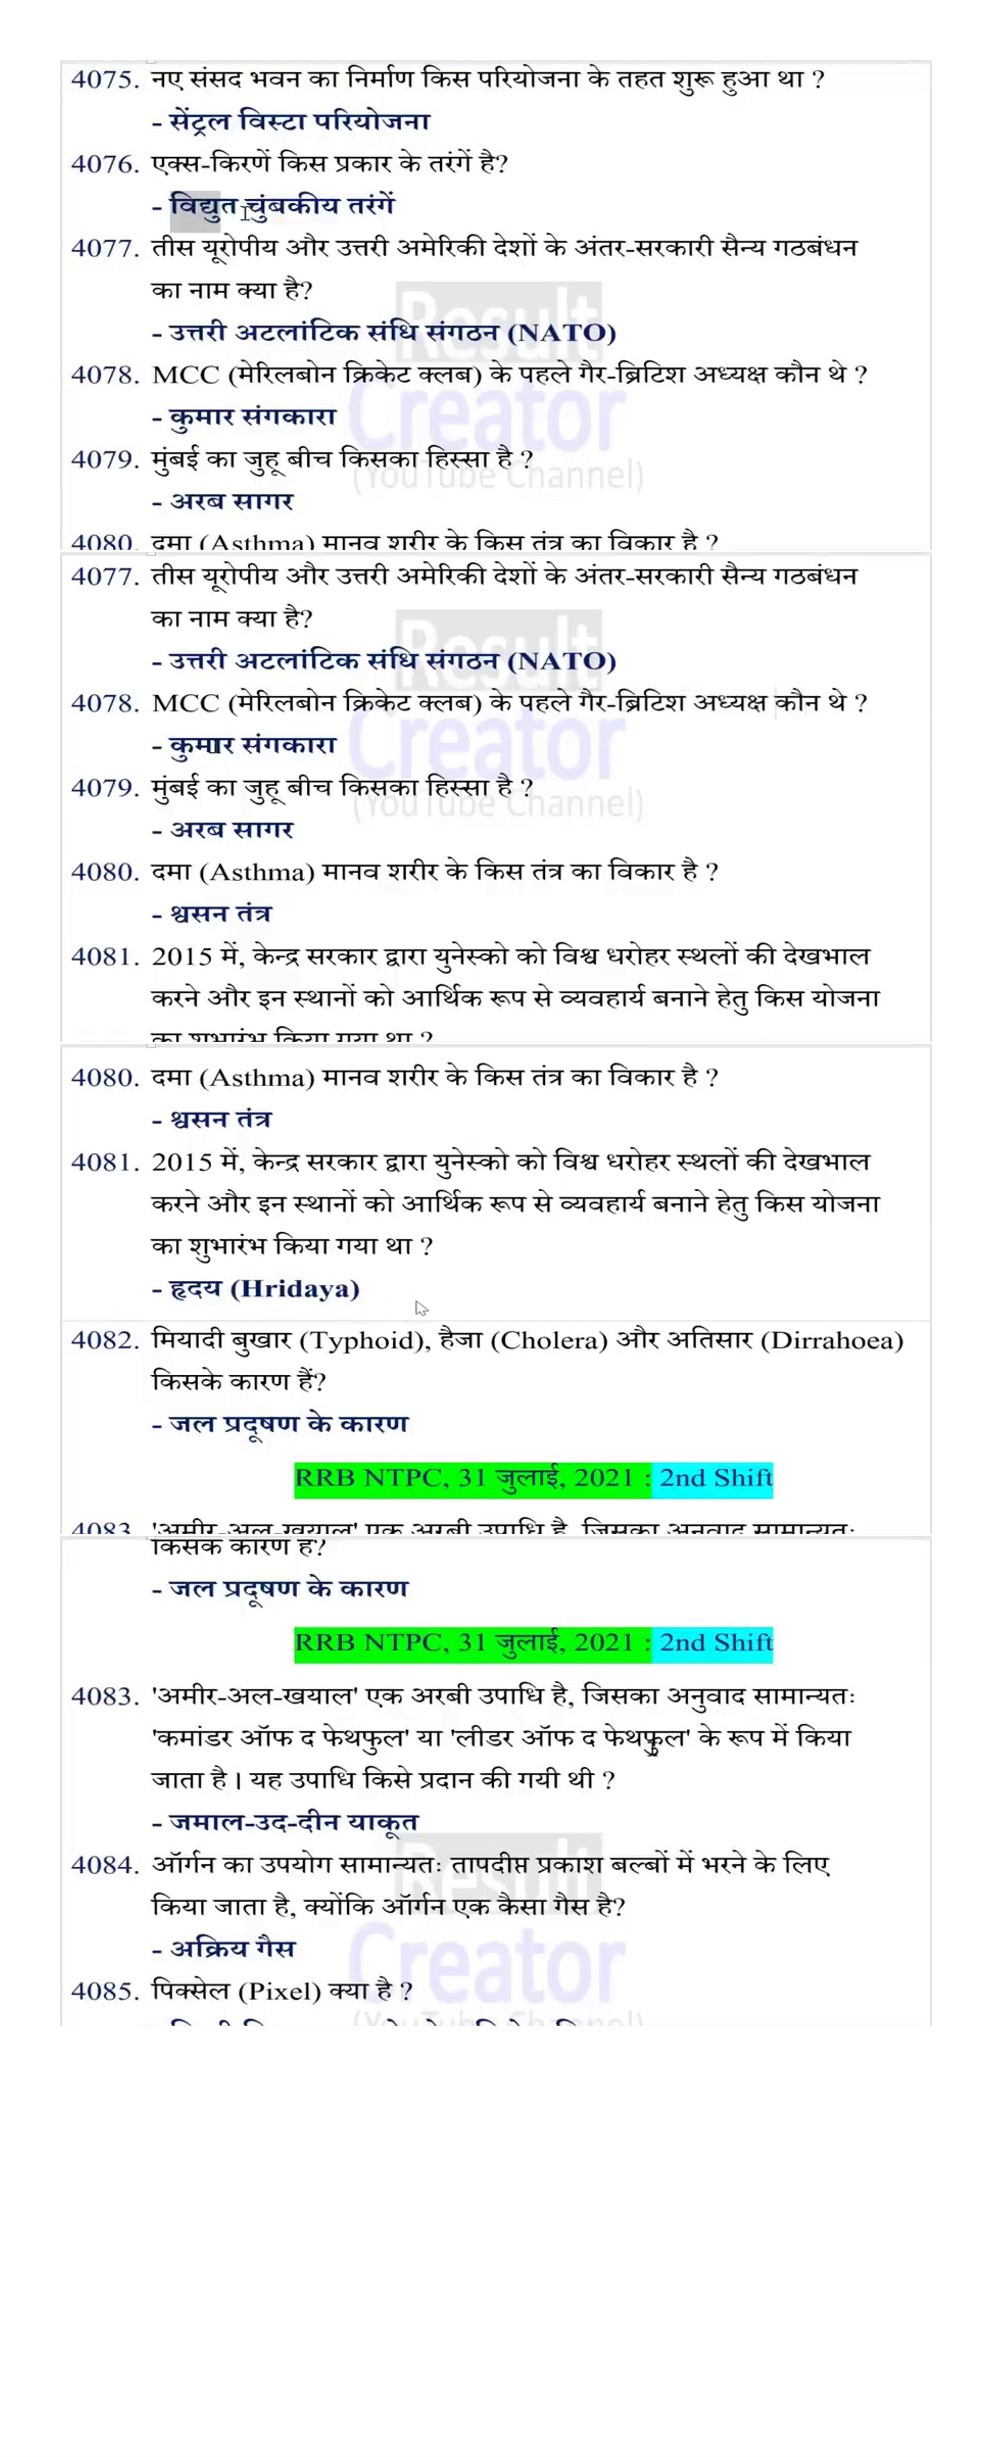 4075. नए संसद भवन का निर्माण किस परियोजना के तहत शुरू हुआ था ?
- सेंट्रल विस्टा परियोजना
4076. एक्स-किरणें किस प्रकार के तरंगें है?
- विद्युत चुंबकीय तरंगें
4077. तीस यूरोपीय और उत्तरी अमेरिकी देशों के अंतर-सरकारी सैन्य गठबंधन
का नाम क्या है?
Result
- उत्तरी अटलांटिक संधि संगठन (NATO)
4078. MCC (मेरिलबोन क्रिकेट क्लब) के पहले गैर-ब्रिटिश अध्यक्ष कौन थे ?
Creator
- कुमार संगकारा
4079. मुंबई का जुहू बीच किसका हिस्सा है ?
(YouTube Channel)
- अरब सागर
4080. दमा (Asthma) मानव शरीर के किस तंत्र का विकार है ?
4077. तीस यूरोपीय और उत्तरी अमेरिकी देशों के अंतर-सरकारी सैन्य गठबंधन
का नाम क्या है?
Result
- उत्तरी अटलांटिक संधि संगठन (NATO)
4078. MCC (मेरिलबोन क्रिकेट क्लब) के पहले गैर-ब्रिटिश अध्यक्ष कौन थे ?
Creator
- कुमार संगकारा
4079. मुंबई का जुहू बीच किसका हिस्सा है ?
(YouTube Channel)
- अरब सागर
4080. दमा (Asthma) मानव शरीर के किस तंत्र का विकार है ?
- श्वसन तंत्र
4081. 2015 में, केन्द्र सरकार द्वारा युनेस्को को विश्व धरोहर स्थलों की देखभाल
करने और इन स्थानों को आर्थिक रूप से व्यवहार्य बनाने हेतु किस योजना
का शुभारंभ किया गया था ?
4080. दमा (Asthma) मानव शरीर के किस तंत्र का विकार है ?
- श्वसन तंत्र
4081. 2015 में, केन्द्र सरकार द्वारा युनेस्को को विश्व धरोहर स्थलों की देखभाल
करने और इन स्थानों को आर्थिक रूप से व्यवहार्य बनाने हेतु किस योजना
का शुभारंभ किया गया था ?
- हृदय (Hridaya)
4082. मियादी बुखार (Typhoid), हैजा (Cholera) और अतिसार (Dirrahoea)
किसके कारण हैं?
- जल प्रदूषण के कारण
RRB NTPC, 31 जुलाई, 2021 : 2nd Shift
4083. 'अमीर-अल-खयाल' एक अरबी उपाधि है, जिसका अनुवाद सामान्यतः
किसके कारण हैं?
- जल प्रदूषण के कारण
RRB NTPC, 31 जुलाई, 2021 : 2nd Shift
4083. 'अमीर-अल-खयाल' एक अरबी उपाधि है, जिसका अनुवाद सामान्यतः
'कमांडर ऑफ द फेथफुल' या 'लीडर ऑफ द फेथफुल' के रूप में किया
जाता है। यह उपाधि किसे प्रदान की गयी थी ?
- जमाल-उद-दीन याकूत
4084. ऑर्गन का उपयोग सामान्यतः तापदीप्त प्रकाश बल्बों में भरने के लिए
Result
किया जाता है, क्योंकि ऑर्गन एक कैसा गैस है?
- अक्रिय गैस
Creator
4085. पिक्सेल (Pixel) क्या है ?
(YouTube Channel)